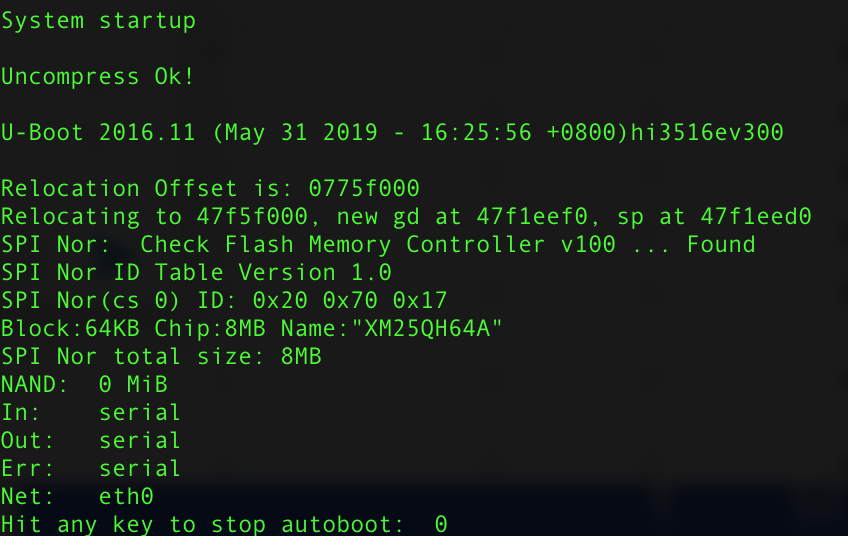 System startup
Uncompress Ok!
U-Boot 2016.11 (May 31 2019 - 16:25:56 +0800)hi3516ev300
Relocation Offset is: 0775f000
Relocating to 47f5f000, new gd at 47f1eef0, sp at 47f1eed0
SPI Nor:  Check Flash Memory Controller v100 ... Found
SPI Nor ID Table Version 1.0
SPI Nor(cs 0) ID: 0x20 0x70 0x17
Block:64KB Chip:8MB Name:"XM25QH64A"
SPI Nor total size: 8MB
NAND:  0 MiB
In:    serial
Out:   serial
Err:   serial
Net:   eth0
Hit any key to stop autoboot:  0